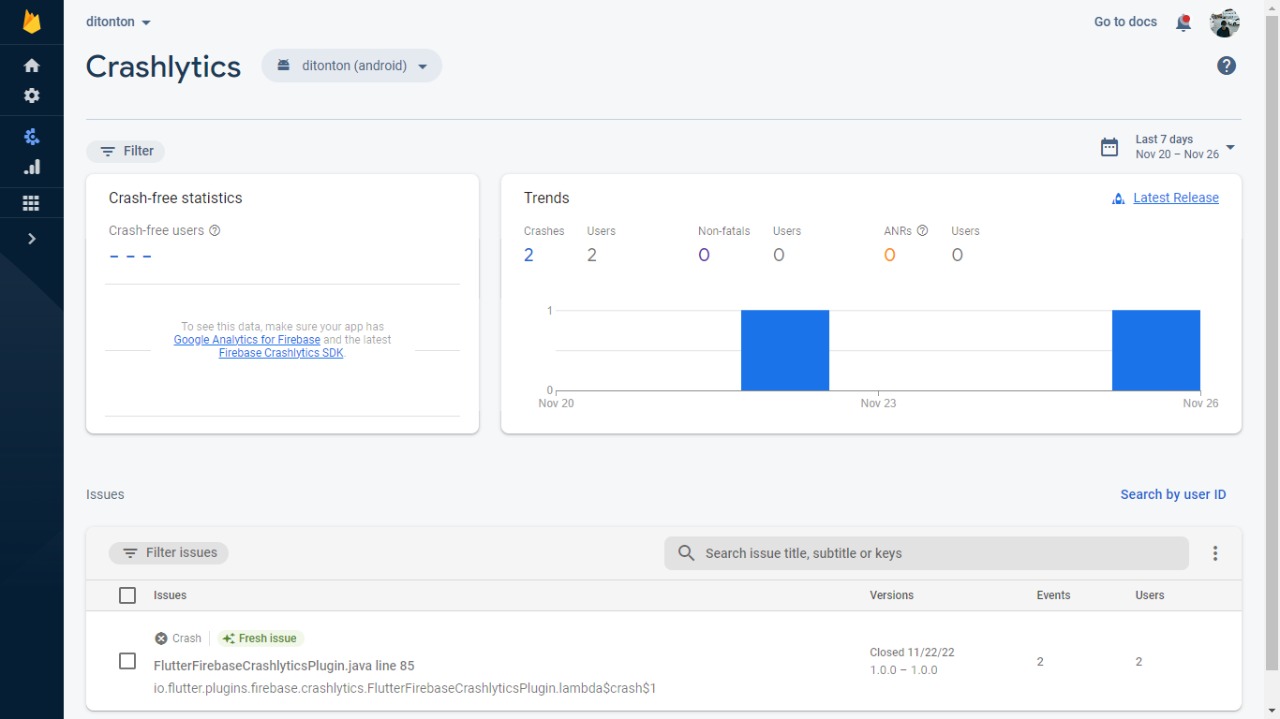 ditonton
Go to docs
Crashlytics
ditonton (android)
Filter
Last 7 days
Nov 20 – Nov 26
Crash-free statistics
Crash-free users
– – –
To see this data, make sure your app has
Google Analytics for Firebase and the latest
Firebase Crashlytics SDK
Trends
Latest Release
Crashes Users Non-fatals Users ANRs Users
2 2 0 0 0 0
1
0
Nov 20 Nov 23 Nov 26
Issues
Search by user ID
Filter issues
Search issue title, subtitle or keys
Issues Versions Events Users
Crash Fresh issue
FlutterFirebaseCrashlyticsPlugin.java line 85
io.flutter.plugins.firebase.crashlytics.FlutterFirebaseCrashlyticsPlugin.lambda$crash$1
Closed 11/22/22
1.0.0 – 1.0.0
2 2